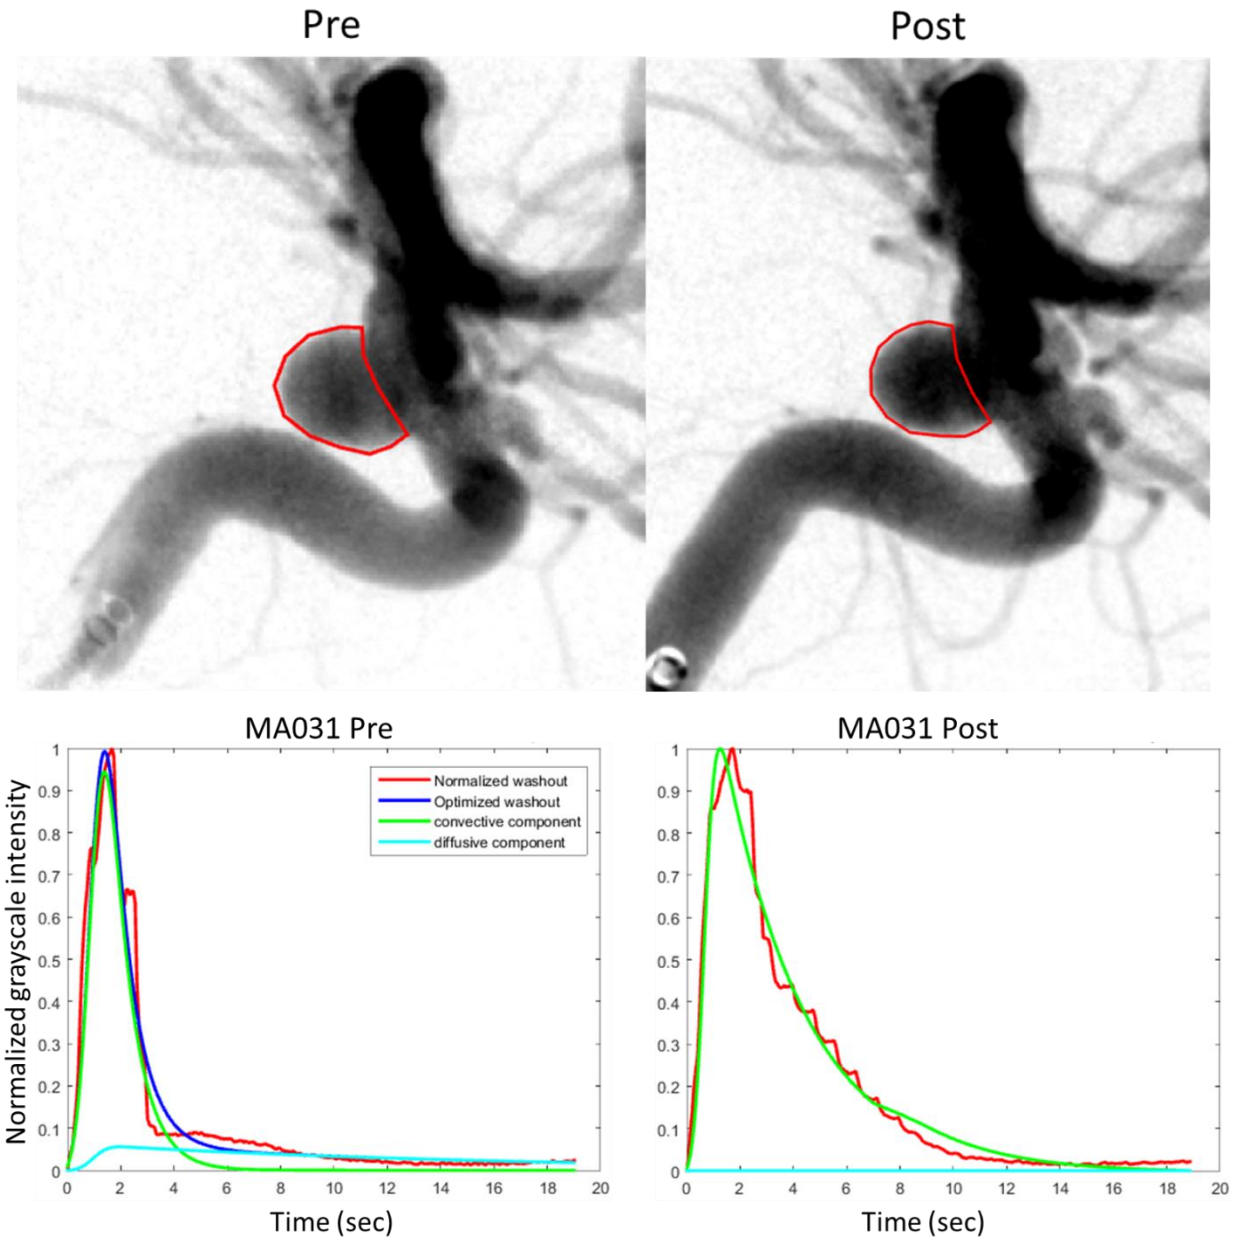 Pre
Post
MA031 Pre
MA031 Post
Normalized grayscale intensity
1
0.9
0.8
0.7
0.6
0.5
0.4
0.3
0.2
0.1
0
Normalized washout
Optimized washout
convective component
diffusive component
0 2 4 6 8 10 12 14 16 18 20
Time (sec)
1
0.9
0.8
0.7
0.6
0.5
0.4
0.3
0.2
0.1
0
0 2 4 6 8 10 12 14 16 18 20
Time (sec)